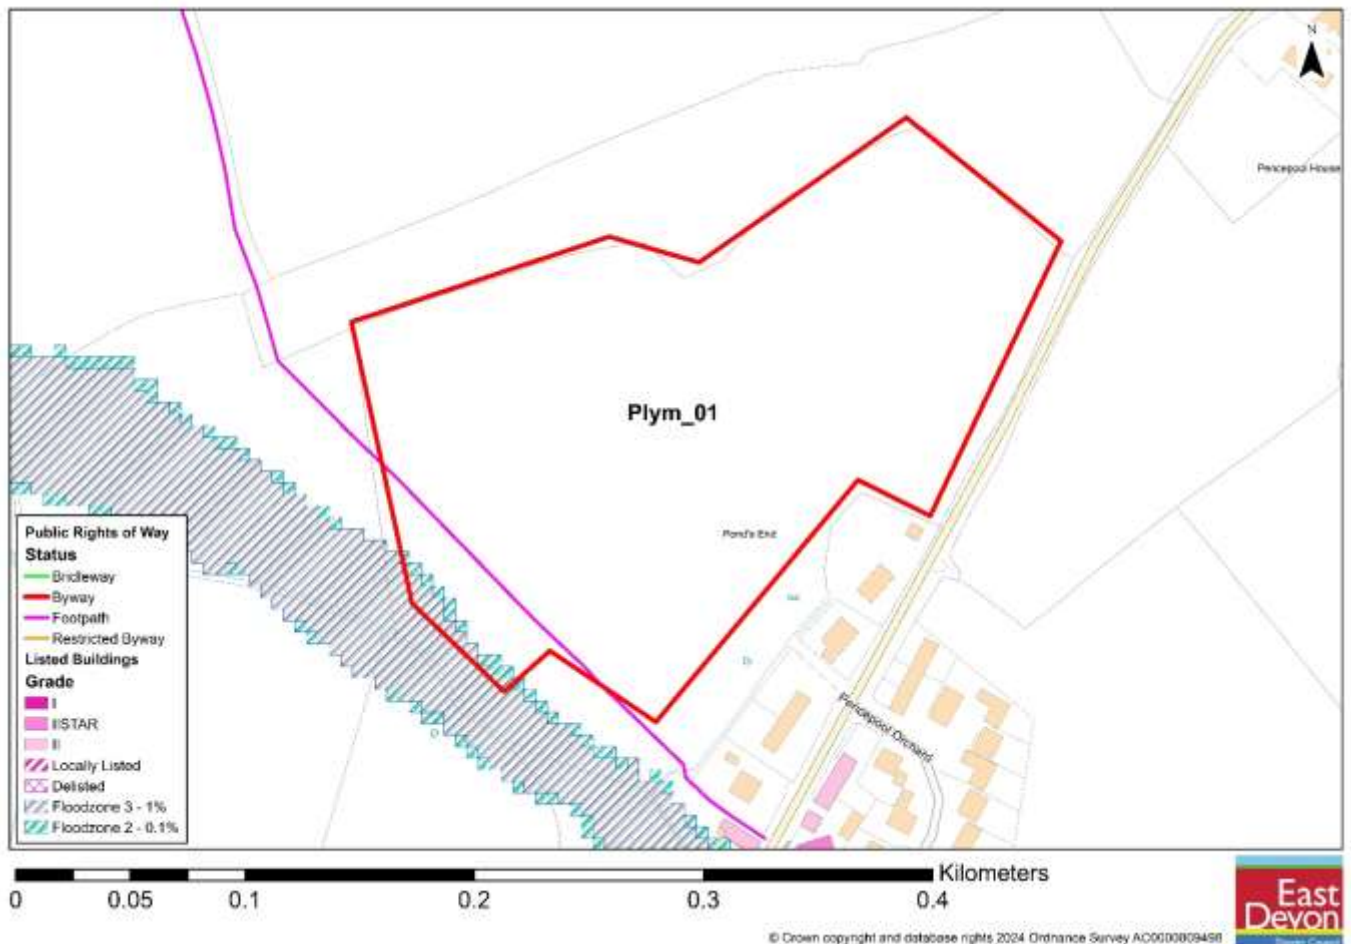 N
Pencepool House
Plym_01
Pond's End
Pencepool Orchard
Public Rights of Way
Status
Bridleway
Byway
Footpath
Restricted Byway
Listed Buildings
Grade
I
IISTAR
II
Locally Listed
Delisted
Floodzone 3 - 1%
Floodzone 2 - 0.1%
Kilometers
0 0.05 0.1 0.2 0.3 0.4
East
Devon
© Crown copyright and database rights 2024 Ordnance Survey AC0000809498